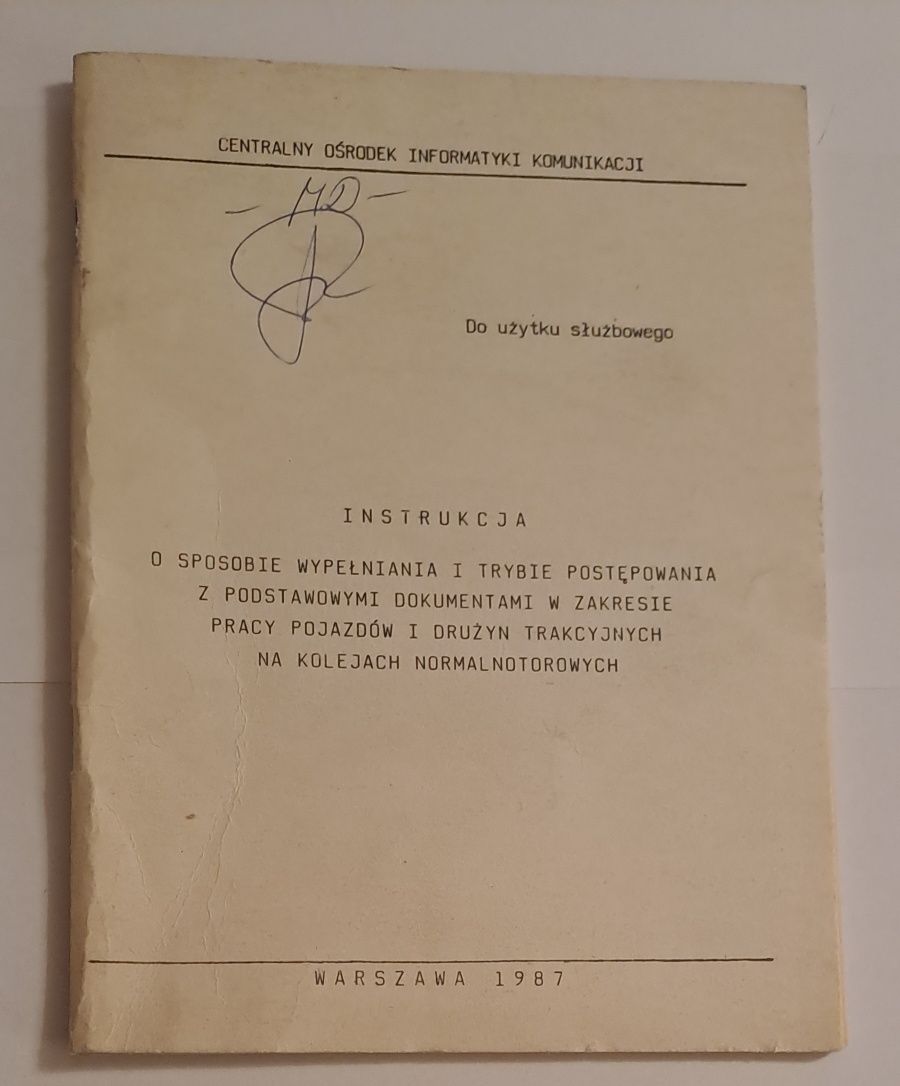 CENTRALNY OŚRODEK INFORMATYKI KOMUNIKACJI
Do użytku służbowego
INSTRUKCJA
O SPOSOBIE WYPEŁNIANIA I TRYBIE POSTĘPOWANIA
Z PODSTAWOWYMI DOKUMENTAMI W ZAKRESIE
PRACY POJAZDÓW I DRUŻYN TRAKCYJNYCH
NA KOLEJACH NORMALNOTOROWYCH
WARSZAWA 1987